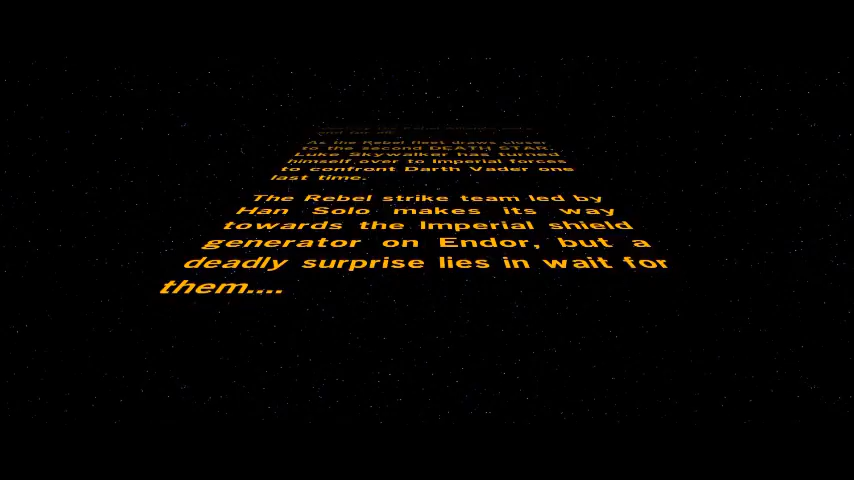 As the Rebel fleet draws closer
to the second DEATH STAR,
Luke Skywalker has turned
himself over to Imperial forces
to confront Darth Vader one
last time.
The Rebel strike team led by
Han Solo makes its way
towards the Imperial shield
generator on Endor, but a
deadly surprise lies in wait for
them....